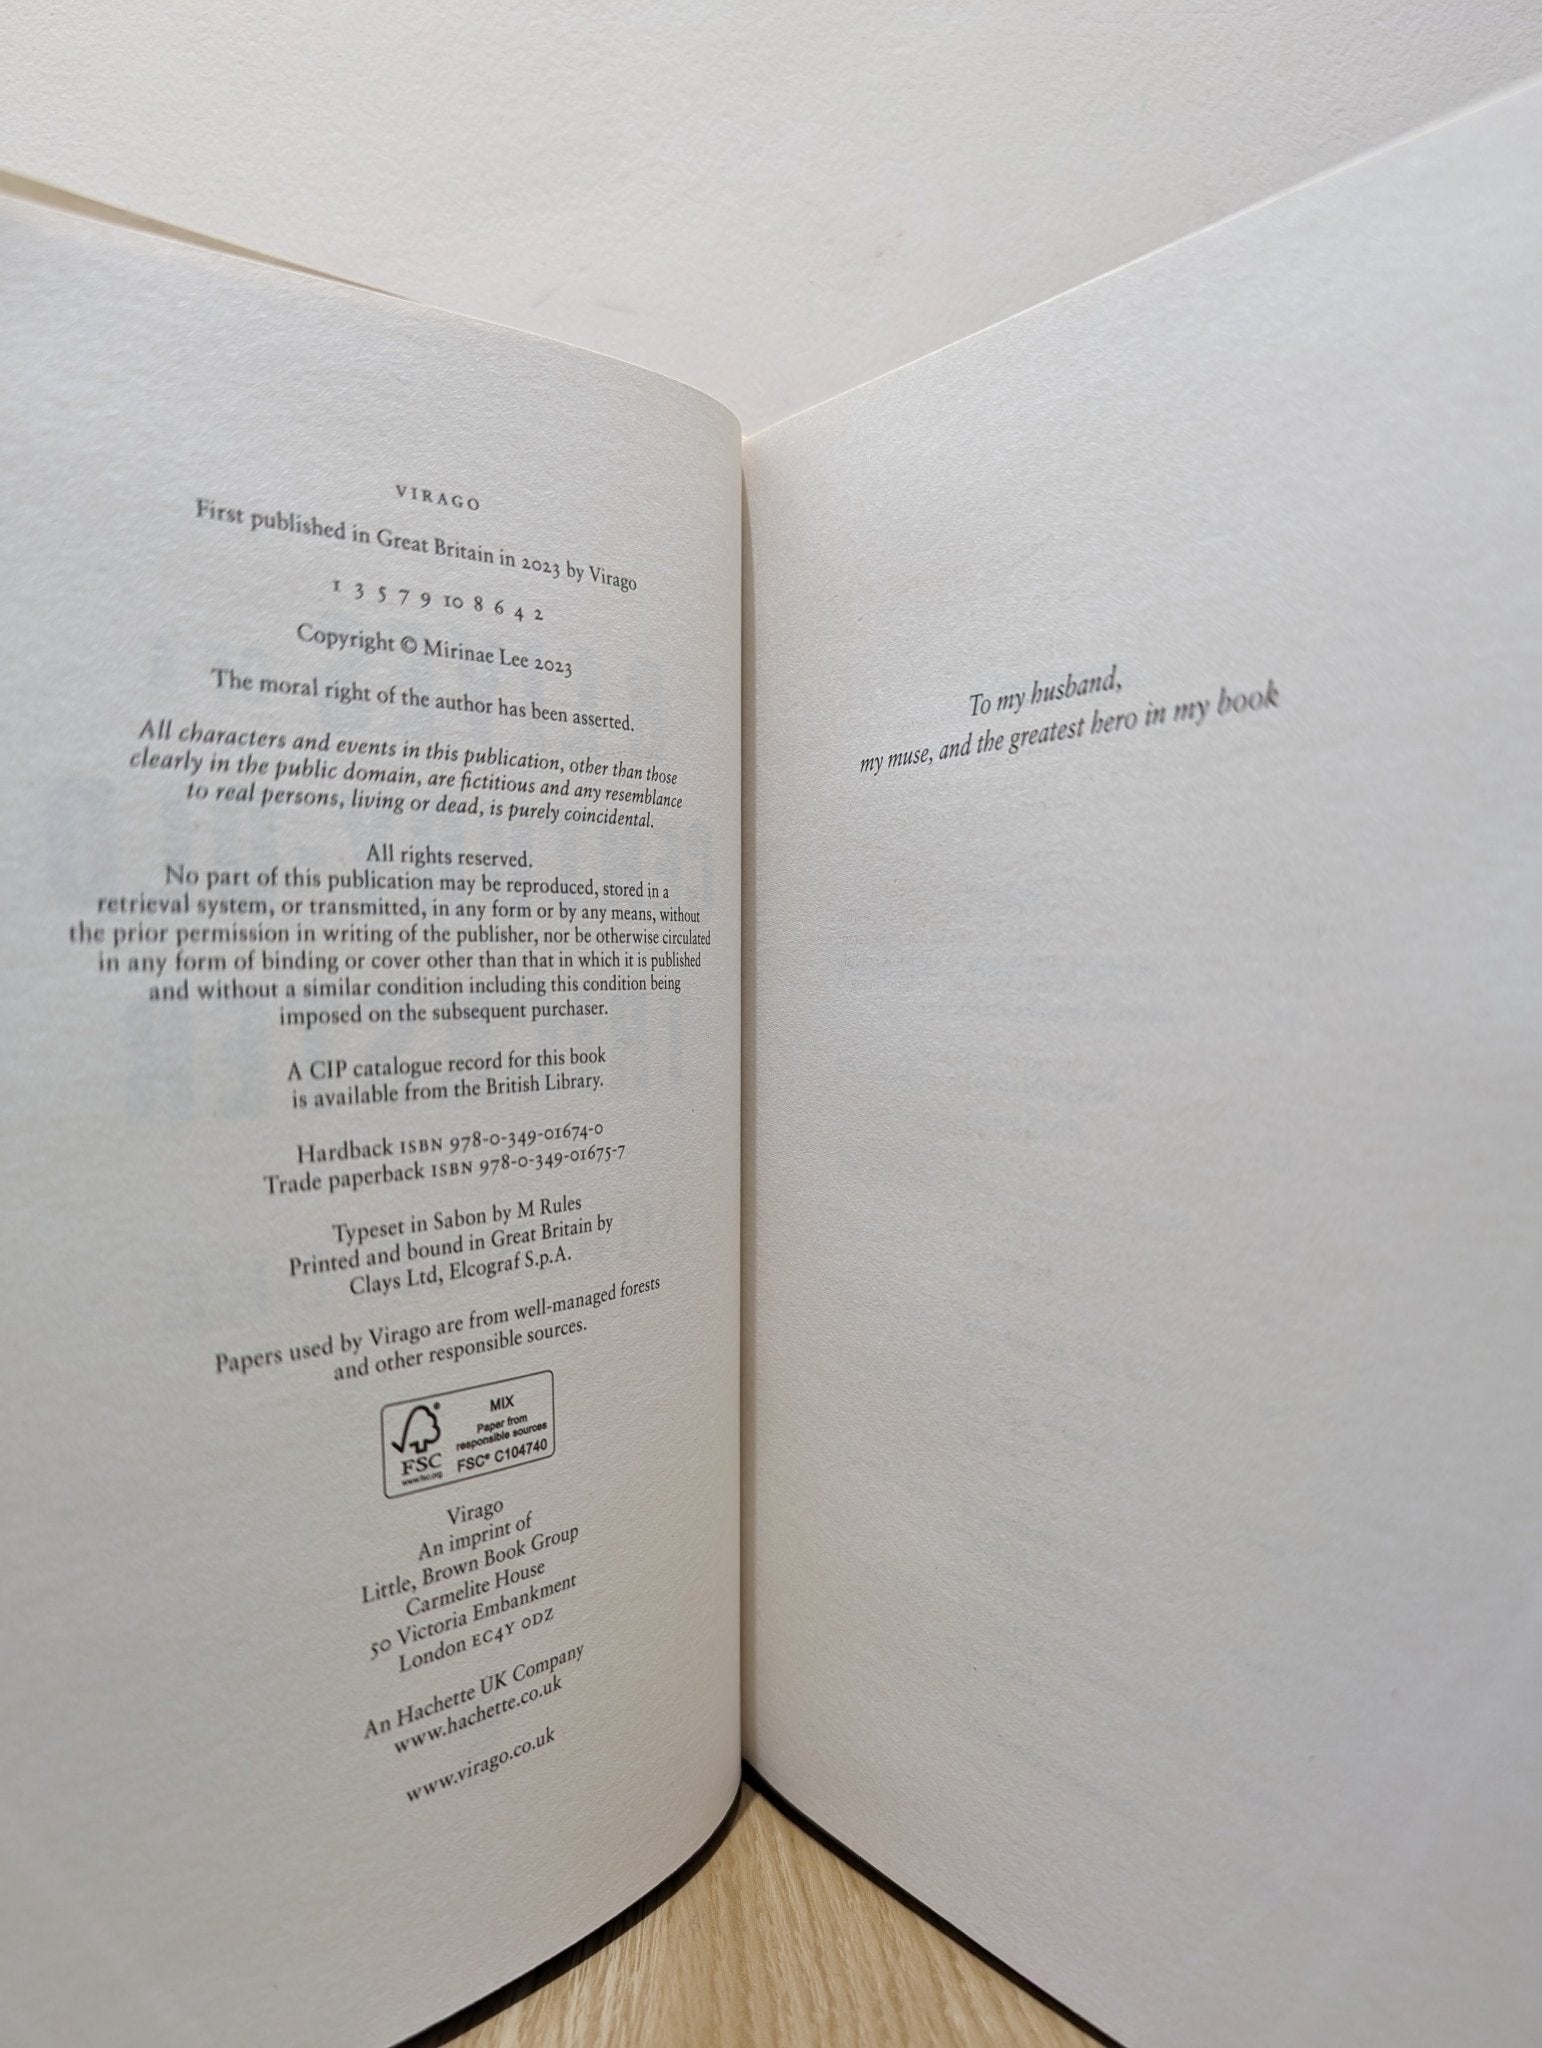 VIRAGO
First published in Great Britain in 2023 by Virago
1 3 5 7 9 10 8 6 4 2
Copyright © Mirinae Lee 2023
The moral right of the author has been asserted.
All characters and events in this publication, other than those
clearly in the public domain, are fictitious and any resemblance
to real persons, living or dead, is purely coincidental.
All rights reserved.
No part of this publication may be reproduced, stored in a
retrieval system, or transmitted, in any form or by any means, without
the prior permission in writing of the publisher, nor be otherwise circulated
in any form of binding or cover other than that in which it is published
and without a similar condition including this condition being
imposed on the subsequent purchaser.
A CIP catalogue record for this book
is available from the British Library.
Hardback ISBN 978-0-349-01674-0
Trade paperback ISBN 978-0-349-01675-7
Typeset in Sabon by M Rules
Printed and bound in Great Britain by
Clays Ltd, Elcograf S.p.A.
Papers used by Virago are from well-managed forests
and other responsible sources.
MIX
Paper from
responsible sources
FSC® C104740
FSC
www.fsc.org
Virago
An imprint of
Little, Brown Book Group
Carmelite House
50 Victoria Embankment
London EC4Y 0DZ
An Hachette UK Company
www.hachette.co.uk
www.virago.co.uk
To my husband,
my muse, and the greatest hero in my book